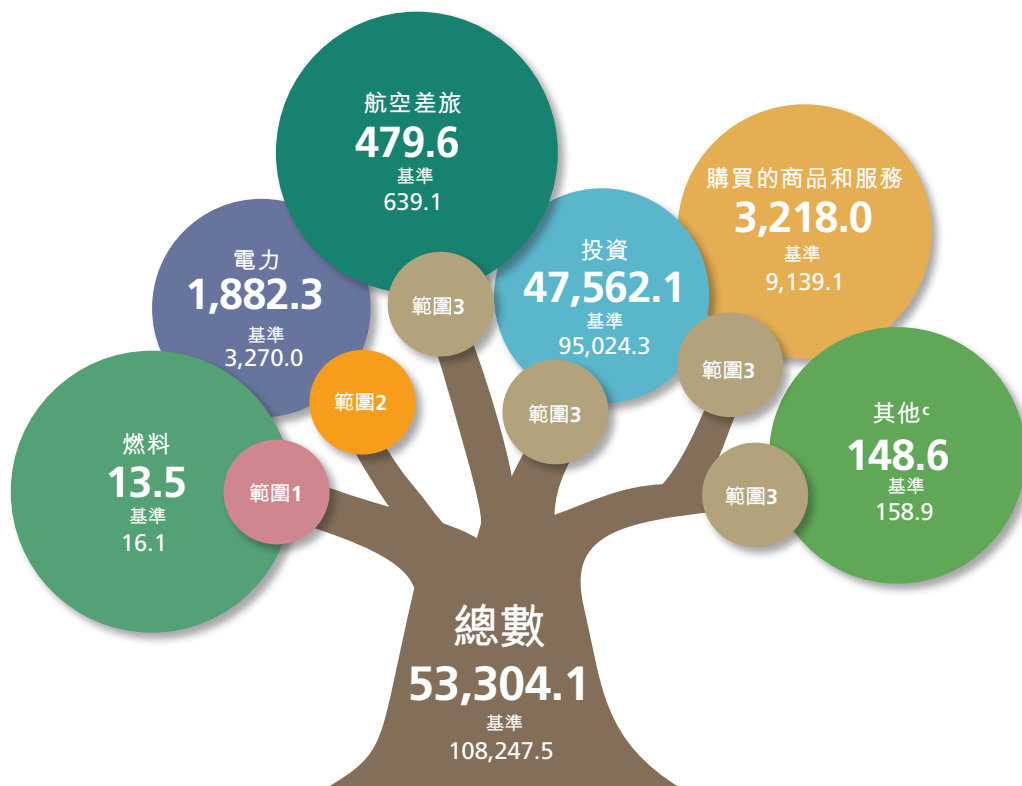 航空差旅
479.6
基準
639.1
購買的商品和服務
3,218.0
基準
9,139.1
電力
1,882.3
基準
3,270.0
投資
47,562.1
基準
95,024.3
範圍3
範圍2
範圍3
範圍3
燃料
13.5
基準
16.1
範圍1
其他c
148.6
基準
158.9
範圍3
總數
53,304.1
基準
108,247.5